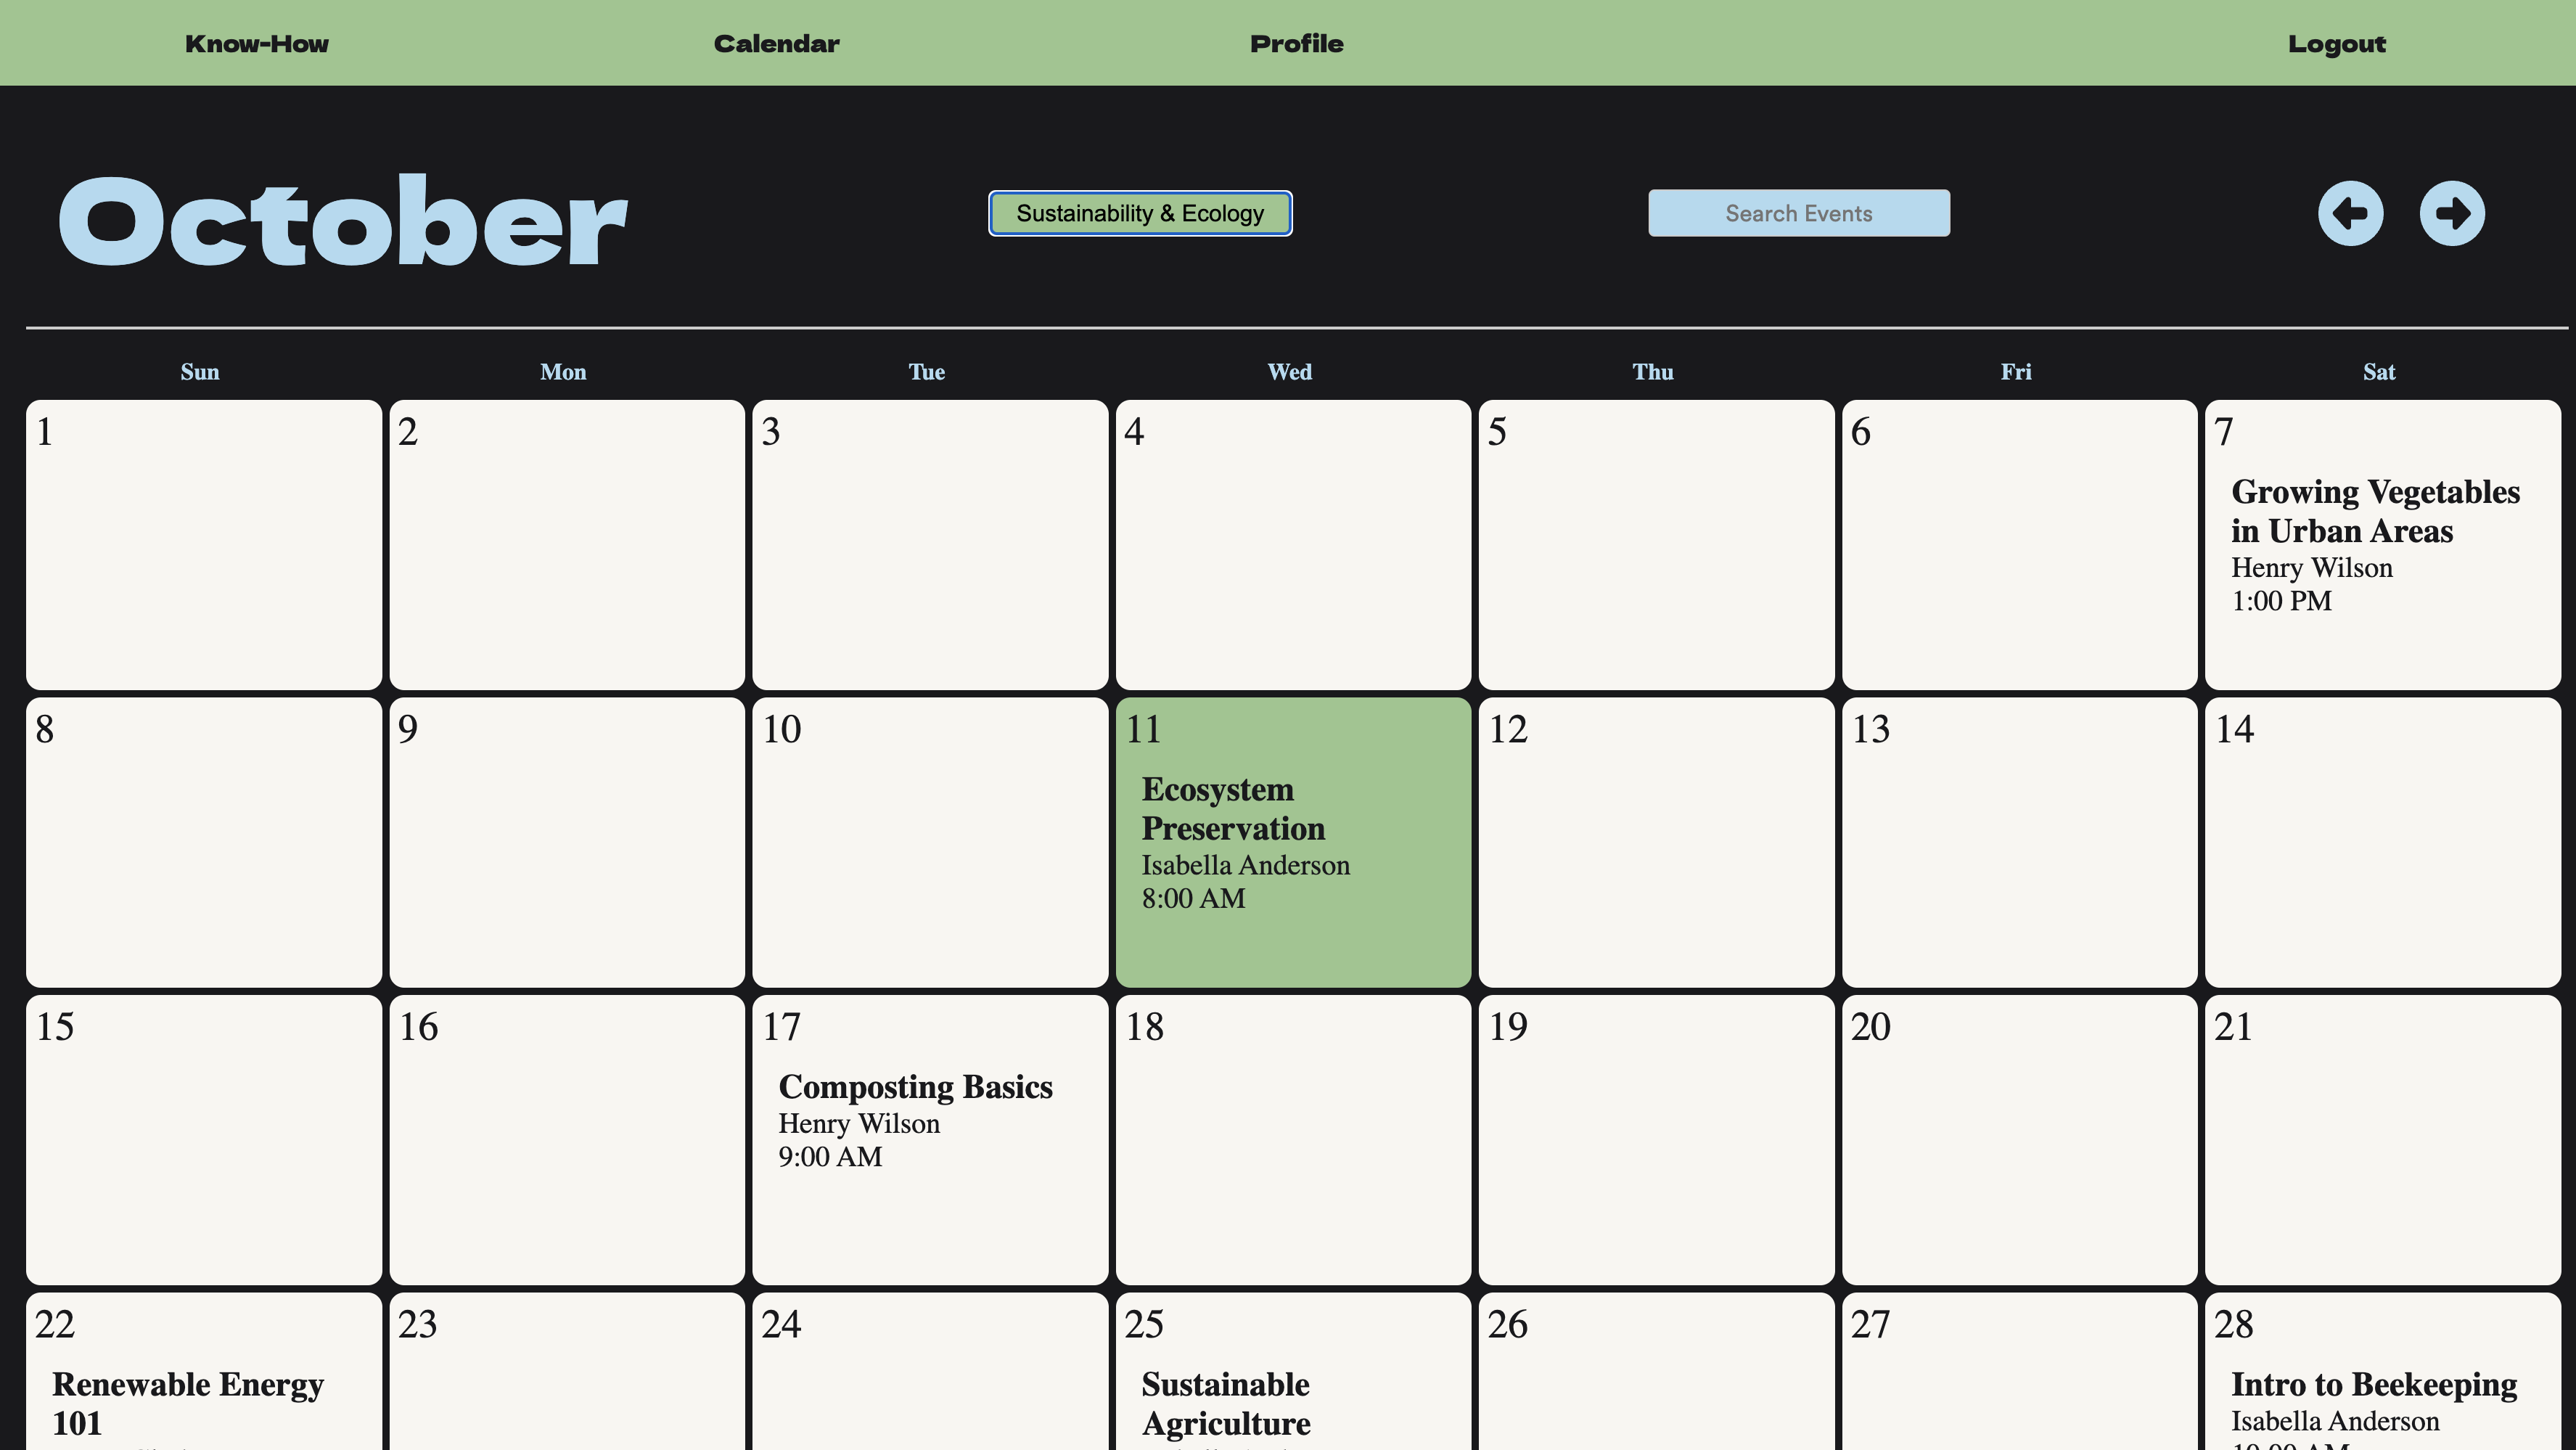 Know-How Calendar Profile Logout
October
Sustainability & Ecology
Search Events
Sun Mon Tue Wed Thu Fri Sat
1 2 3 4 5 6 7
Growing Vegetables
in Urban Areas
Henry Wilson
1:00 PM
8 9 10 11 12 13 14
Ecosystem
Preservation
Isabella Anderson
8:00 AM
15 16 17 18 19 20 21
Composting Basics
Henry Wilson
9:00 AM
22 23 24 25 26 27 28
Renewable Energy
101
Sustainable
Agriculture
Intro to Beekeeping
Isabella Anderson